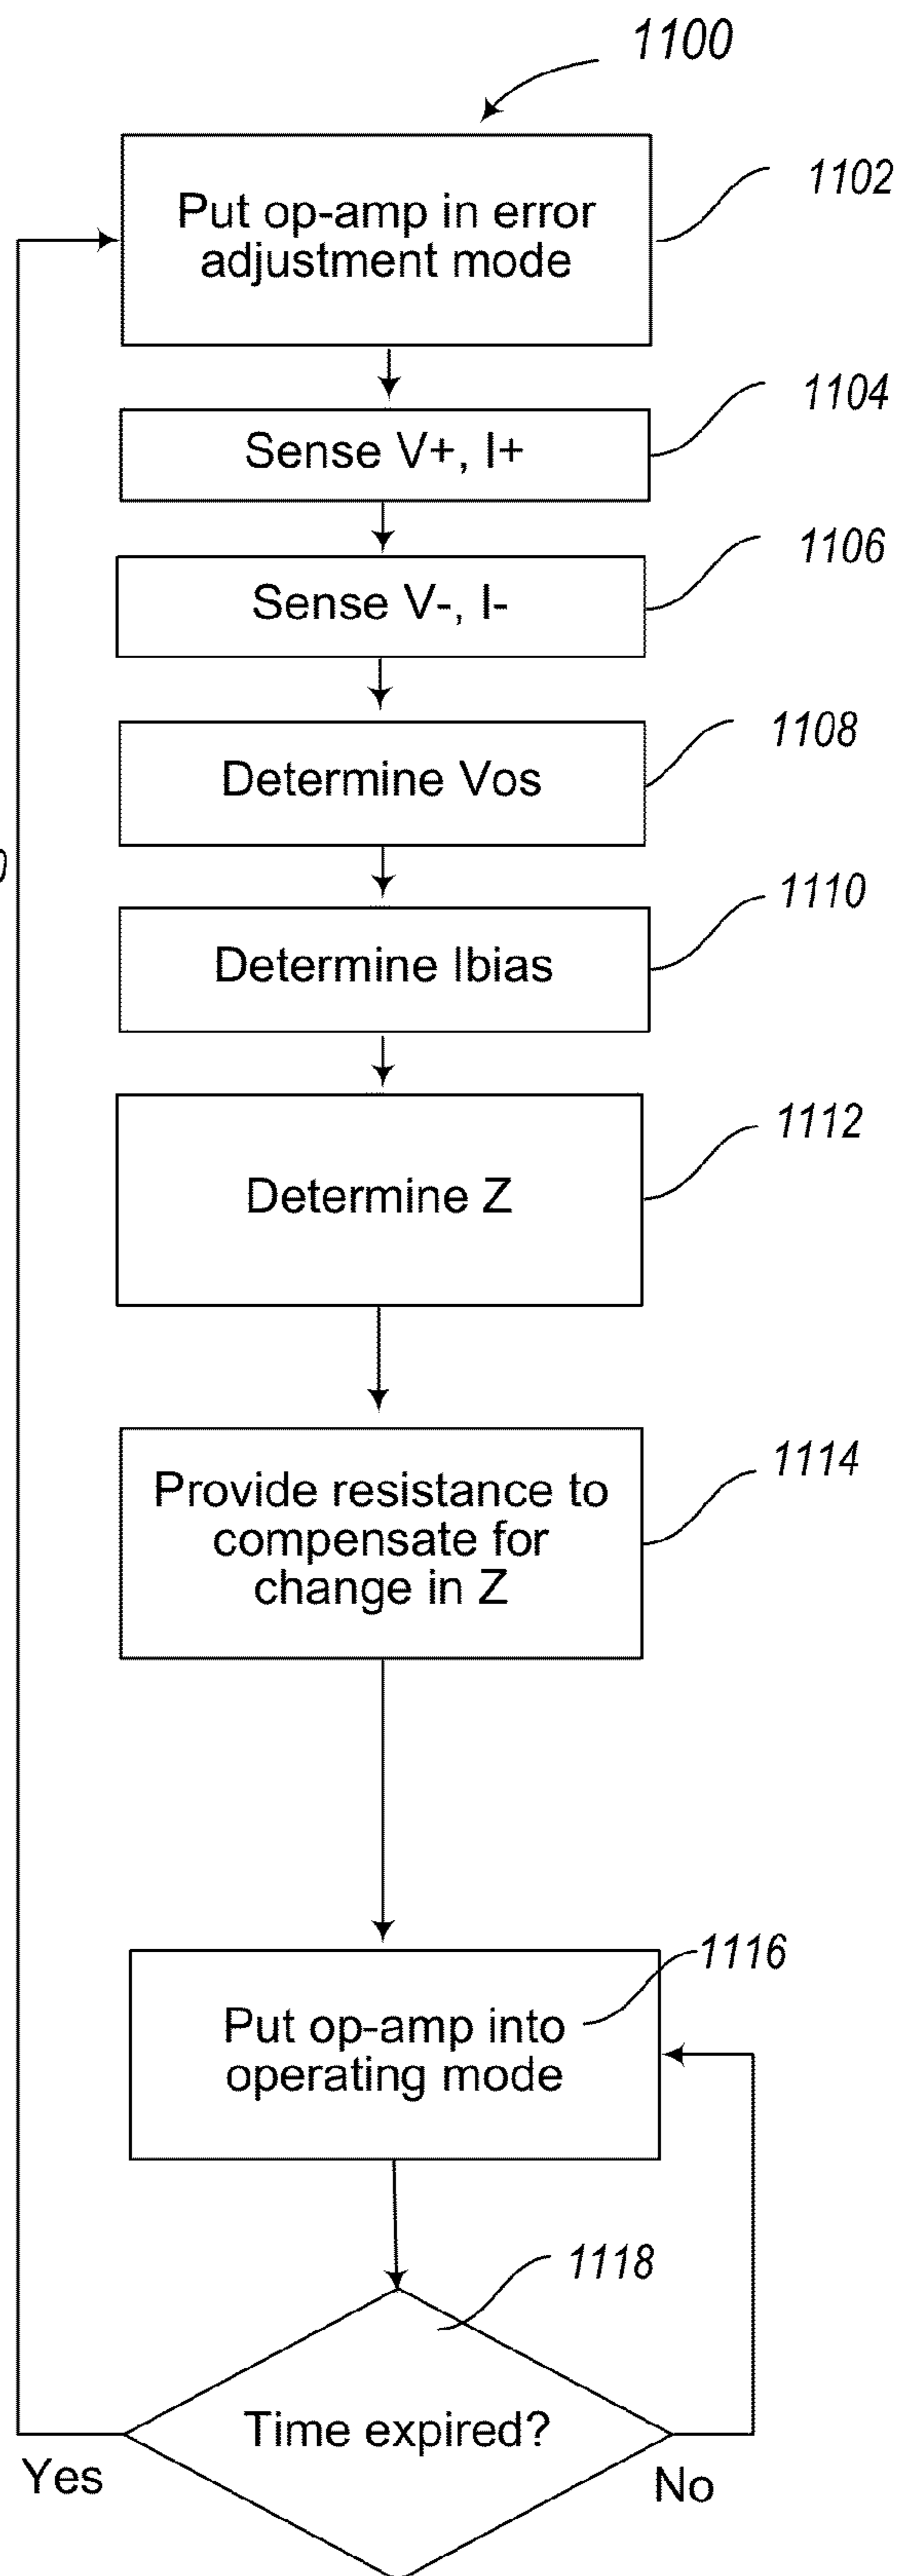 1100
Put op-amp in error
adjustment mode
1102
Sense V+, I+
1104
Sense V-, I-
1106
Determine Vos
1108
Determine Ibias
1110
Determine Z
1112
Provide resistance to
compensate for
change in Z
1114
Put op-amp into
operating mode
1116
1118
Time expired?
Yes
No